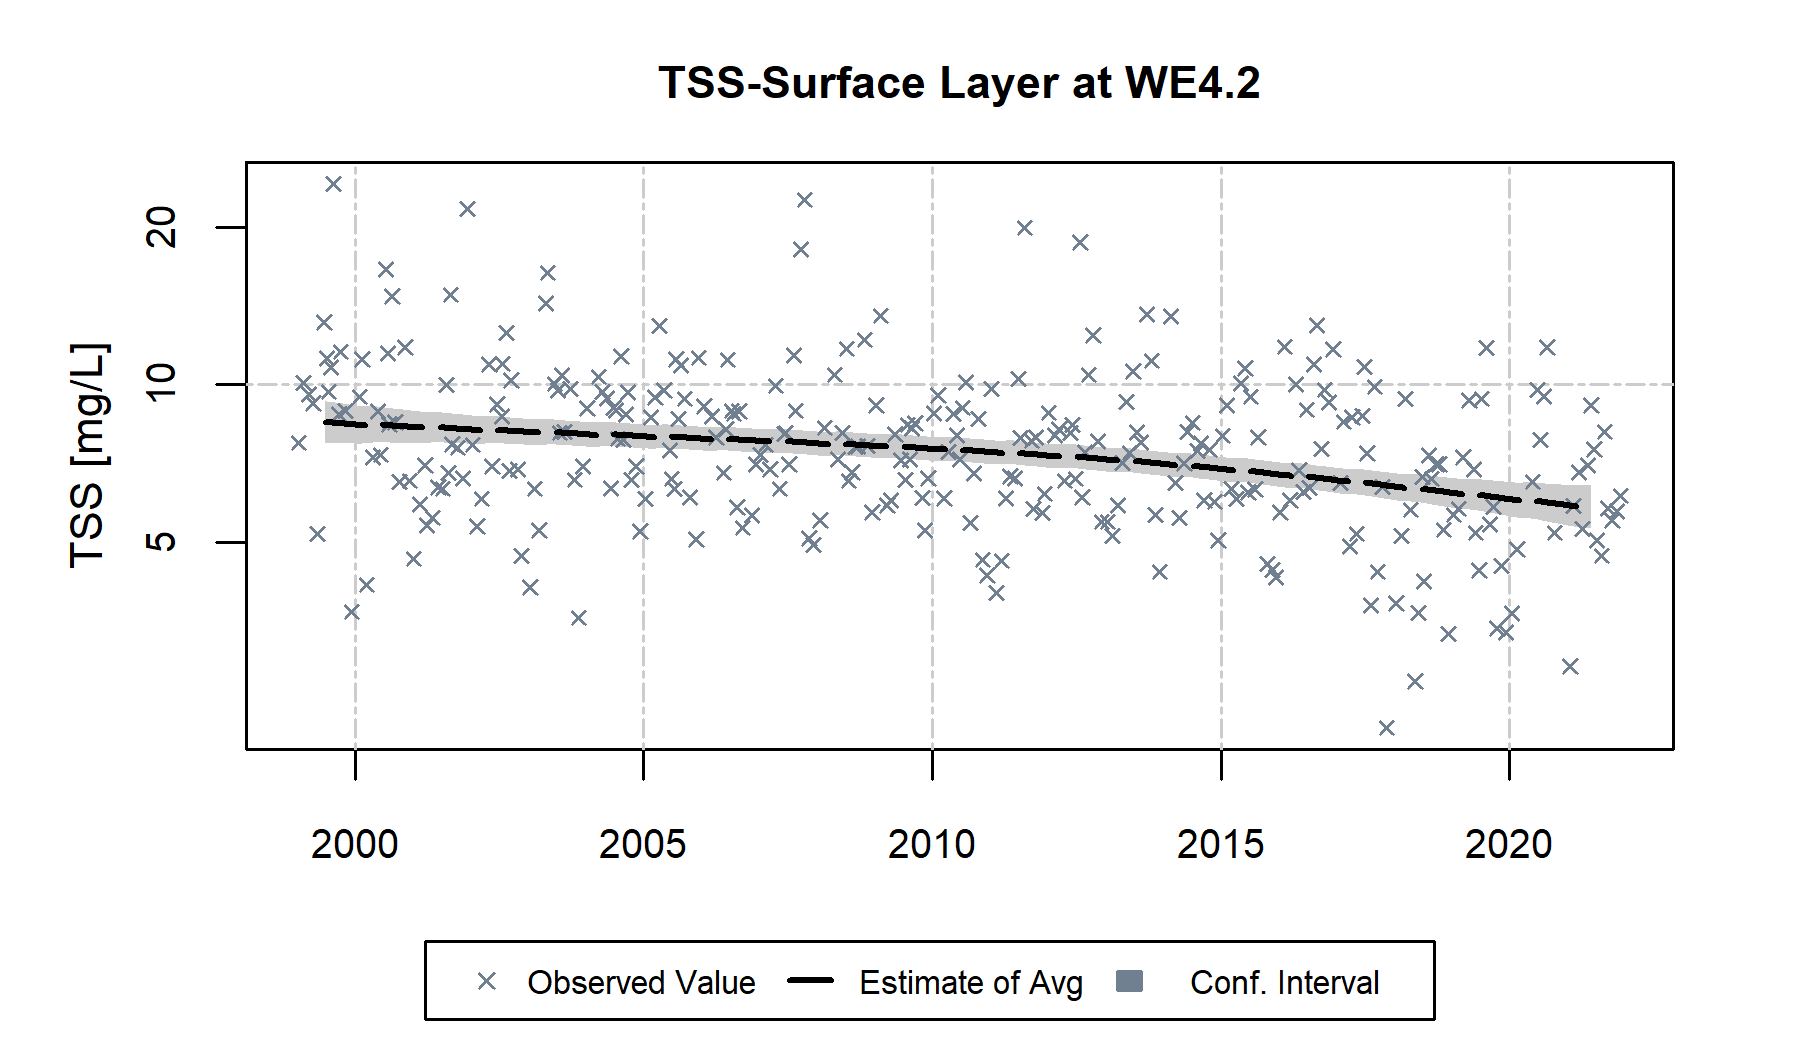 TSS-Surface Layer at WE4.2
TSS [mg/L]
20
10
5
2000 2005 2010 2015 2020
Observed Value Estimate of Avg Conf. Interval